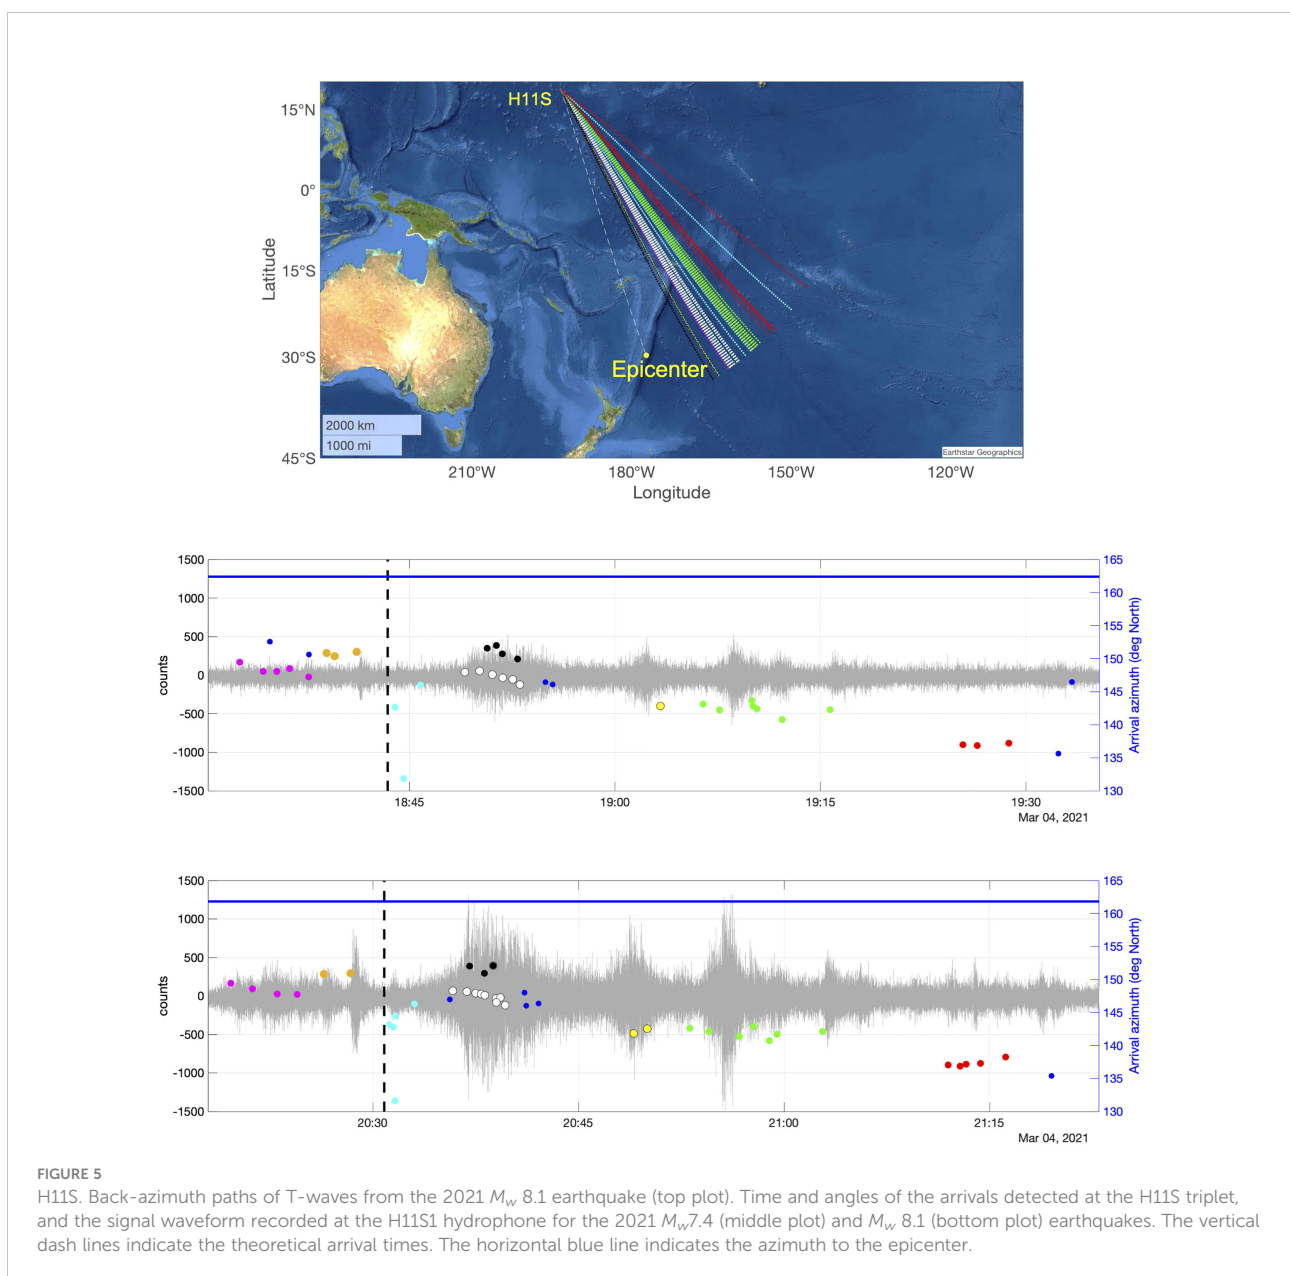 H11S
15°N
0°
15°S
30°S
45°S
Latitude
Epicenter
2000 km
1000 mi
Earthstar Geographics
210°W
180°W
150°W
120°W
Longitude
1500
1000
500
0
-500
-1000
-1500
counts
165
160
155
150
145
140
135
130
Arrival azimuth (deg North)
18:45
19:00
19:15
19:30
Mar 04, 2021
1500
1000
500
0
-500
-1000
-1500
counts
165
160
155
150
145
140
135
130
Arrival azimuth (deg North)
20:30
20:45
21:00
21:15
Mar 04, 2021
FIGURE 5
H11S. Back-azimuth paths of T-waves from the 2021 Mw 8.1 earthquake (top plot). Time and angles of the arrivals detected at the H11S triplet,
and the signal waveform recorded at the H11S1 hydrophone for the 2021 Mw7.4 (middle plot) and Mw 8.1 (bottom plot) earthquakes. The vertical
dash lines indicate the theoretical arrival times. The horizontal blue line indicates the azimuth to the epicenter.